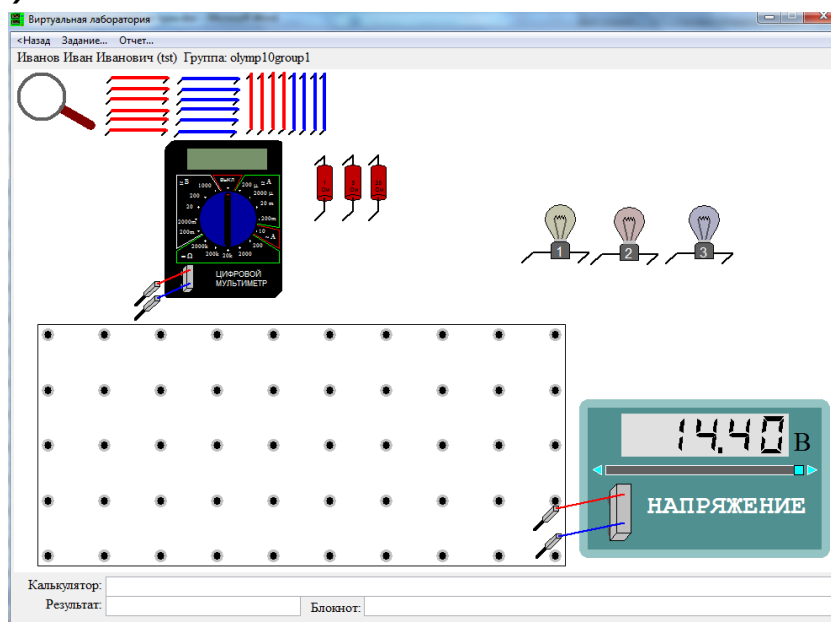 Виртуальная лаборатория
<Назад Задание... Отчет...
Иванов Иван Иванович (tst) Группа: olymp10group1
ВЫКЛ
= В 1000 200 µ = А
200 2000 µ
20 20 m
2000m 200m
200m 10 ~ А
2000k 200
Ω 200k 20k 2000
ЦИФРОВОЙ
МУЛЬТИМЕТР
1 2 3
14.40 В
НАПРЯЖЕНИЕ
Калькулятор:
Результат: Блокнот: